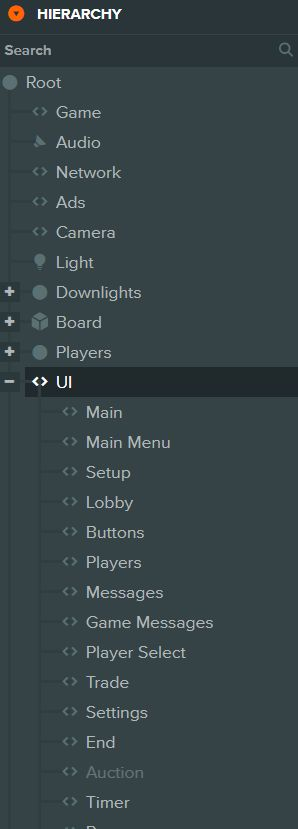 HIERARCHY
Search
Root
Game
Audio
Network
Ads
Camera
Light
Downlights
Board
Players
UI
Main
Main Menu
Setup
Lobby
Buttons
Players
Messages
Game Messages
Player Select
Trade
Settings
End
Auction
Timer